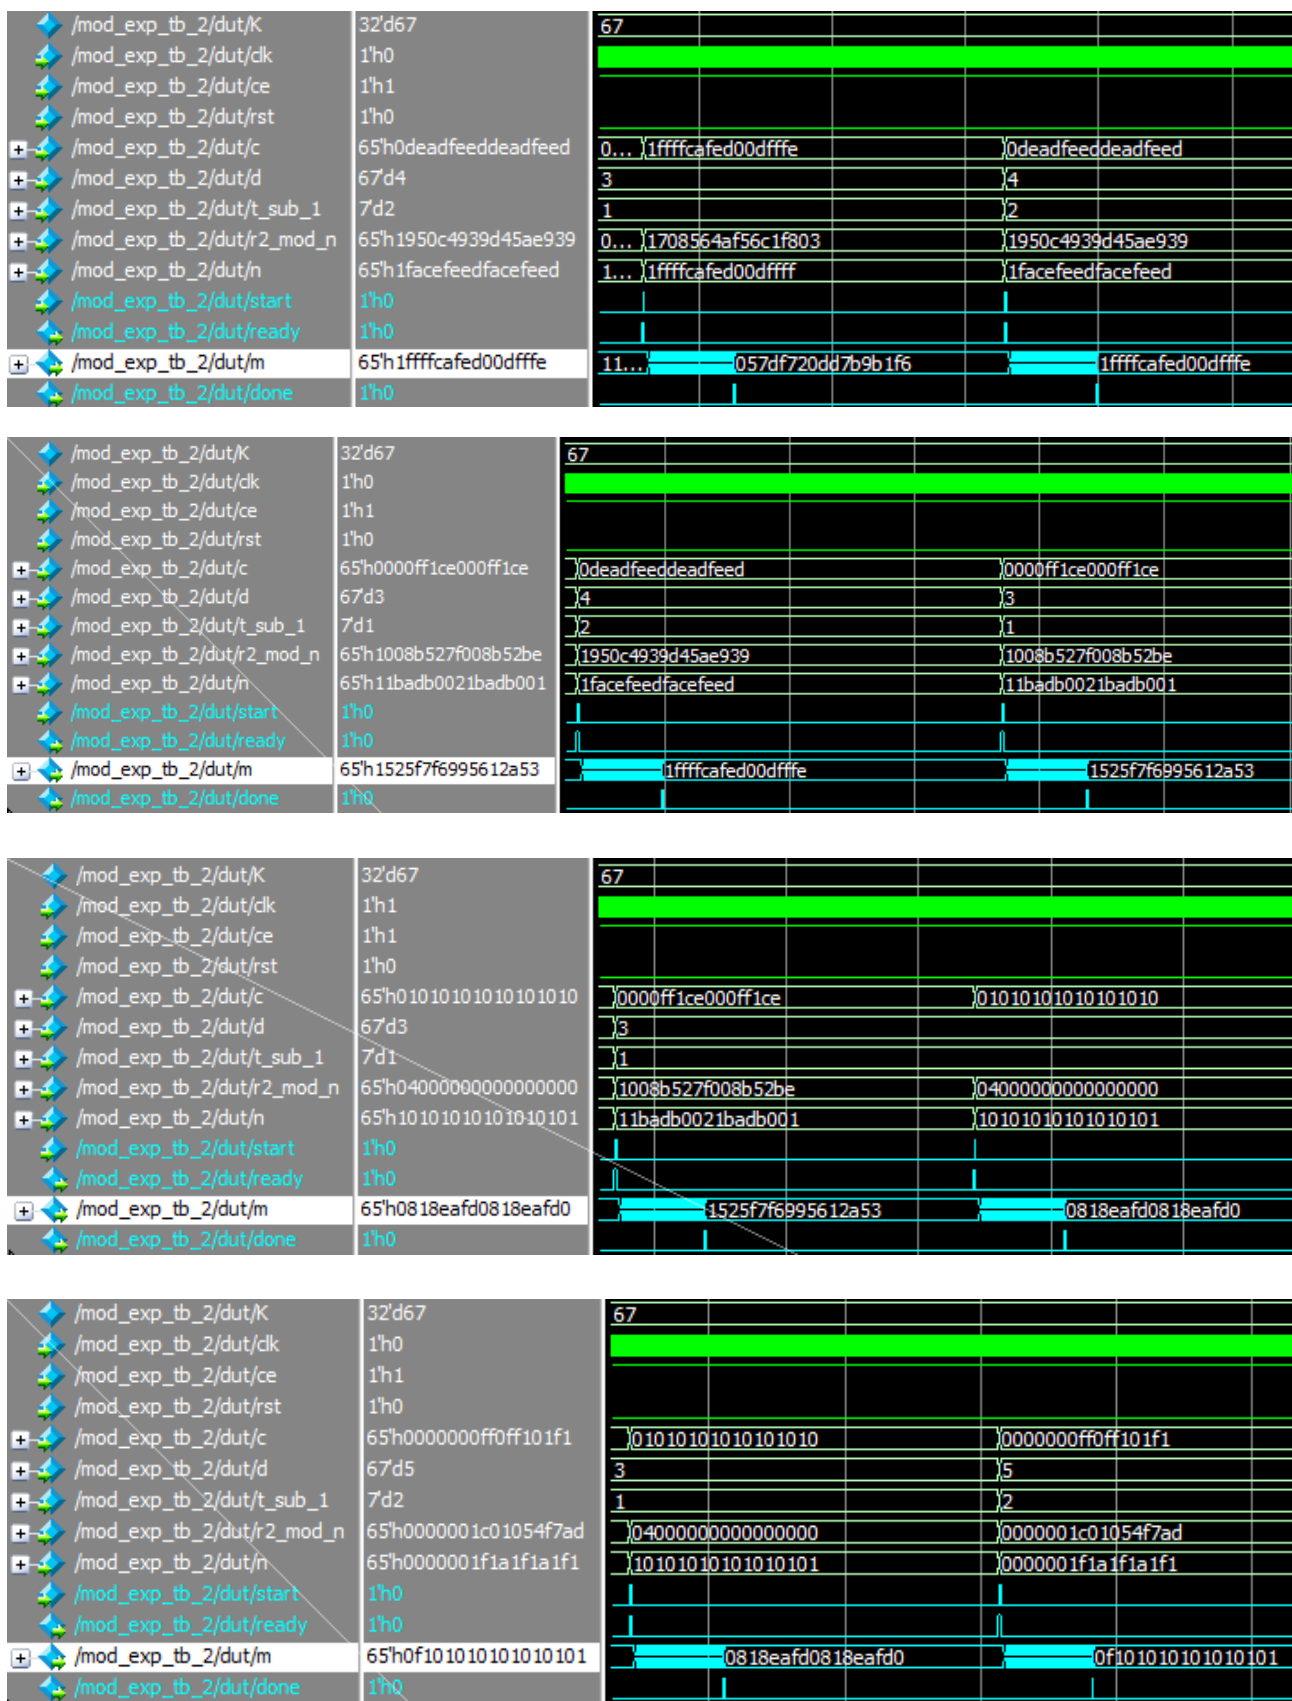 /mod_exp_tb_2/dut/K 32'd67 67
/mod_exp_tb_2/dut/clk 1'h0
/mod_exp_tb_2/dut/ce 1'h1
/mod_exp_tb_2/dut/rst 1'h0
/mod_exp_tb_2/dut/c 65'h0deadfeeddeadfeed 0... 1ffffcafed00dfffe 0deadfeeddeadfeed
/mod_exp_tb_2/dut/d 67'd4 3 4
/mod_exp_tb_2/dut/t_sub_1 7'd2 1 2
/mod_exp_tb_2/dut/r2_mod_n 65'h1950c4939d45ae939 0... 1708564af56c1f803 1950c4939d45ae939
/mod_exp_tb_2/dut/n 65'h1facefeedfacefeed 1... 1ffffcafed00dffff 1facefeedfacefeed
/mod_exp_tb_2/dut/start 1'h0
/mod_exp_tb_2/dut/ready 1'h0
/mod_exp_tb_2/dut/m 65'h1ffffcafed00dfffe 11... 057df720dd7b9b1f6 1ffffcafed00dfffe
/mod_exp_tb_2/dut/done 1'h0
/mod_exp_tb_2/dut/K 32'd67 67
/mod_exp_tb_2/dut/clk 1'h0
/mod_exp_tb_2/dut/ce 1'h1
/mod_exp_tb_2/dut/rst 1'h0
/mod_exp_tb_2/dut/c 65'h0000ff1ce000ff1ce 0deadfeeddeadfeed 0000ff1ce000ff1ce
/mod_exp_tb_2/dut/d 67'd3 4 3
/mod_exp_tb_2/dut/t_sub_1 7'd1 2 1
/mod_exp_tb_2/dut/r2_mod_n 65'h1008b527f008b52be 1950c4939d45ae939 1008b527f008b52be
/mod_exp_tb_2/dut/n 65'h11badb0021badb001 1facefeedfacefeed 11badb0021badb001
/mod_exp_tb_2/dut/start 1'h0
/mod_exp_tb_2/dut/ready 1'h0
/mod_exp_tb_2/dut/m 65'h1525f7f6995612a53 1ffffcafed00dfffe 1525f7f6995612a53
/mod_exp_tb_2/dut/done 1'h0
/mod_exp_tb_2/dut/K 32'd67 67
/mod_exp_tb_2/dut/clk 1'h1
/mod_exp_tb_2/dut/ce 1'h1
/mod_exp_tb_2/dut/rst 1'h0
/mod_exp_tb_2/dut/c 65'h01010101010101010 0000ff1ce000ff1ce 01010101010101010
/mod_exp_tb_2/dut/d 67'd3 3
/mod_exp_tb_2/dut/t_sub_1 7'd1 1
/mod_exp_tb_2/dut/r2_mod_n 65'h04000000000000000 1008b527f008b52be 04000000000000000
/mod_exp_tb_2/dut/n 65'h10101010101010101 11badb0021badb001 10101010101010101
/mod_exp_tb_2/dut/start 1'h0
/mod_exp_tb_2/dut/ready 1'h0
/mod_exp_tb_2/dut/m 65'h0818eafd0818eafd0 1525f7f6995612a53 0818eafd0818eafd0
/mod_exp_tb_2/dut/done 1'h0
/mod_exp_tb_2/dut/K 32'd67 67
/mod_exp_tb_2/dut/clk 1'h0
/mod_exp_tb_2/dut/ce 1'h1
/mod_exp_tb_2/dut/rst 1'h0
/mod_exp_tb_2/dut/c 65'h0000000ff0ff101f1 01010101010101010 0000000ff0ff101f1
/mod_exp_tb_2/dut/d 67'd5 3 5
/mod_exp_tb_2/dut/t_sub_1 7'd2 1 2
/mod_exp_tb_2/dut/r2_mod_n 65'h0000001c01054f7ad 04000000000000000 0000001c01054f7ad
/mod_exp_tb_2/dut/n 65'h0000001f1a1f1a1f1 10101010101010101 0000001f1a1f1a1f1
/mod_exp_tb_2/dut/start 1'h0
/mod_exp_tb_2/dut/ready 1'h0
/mod_exp_tb_2/dut/m 65'h0f101010101010101 0818eafd0818eafd0 0f101010101010101
/mod_exp_tb_2/dut/done 1'h0